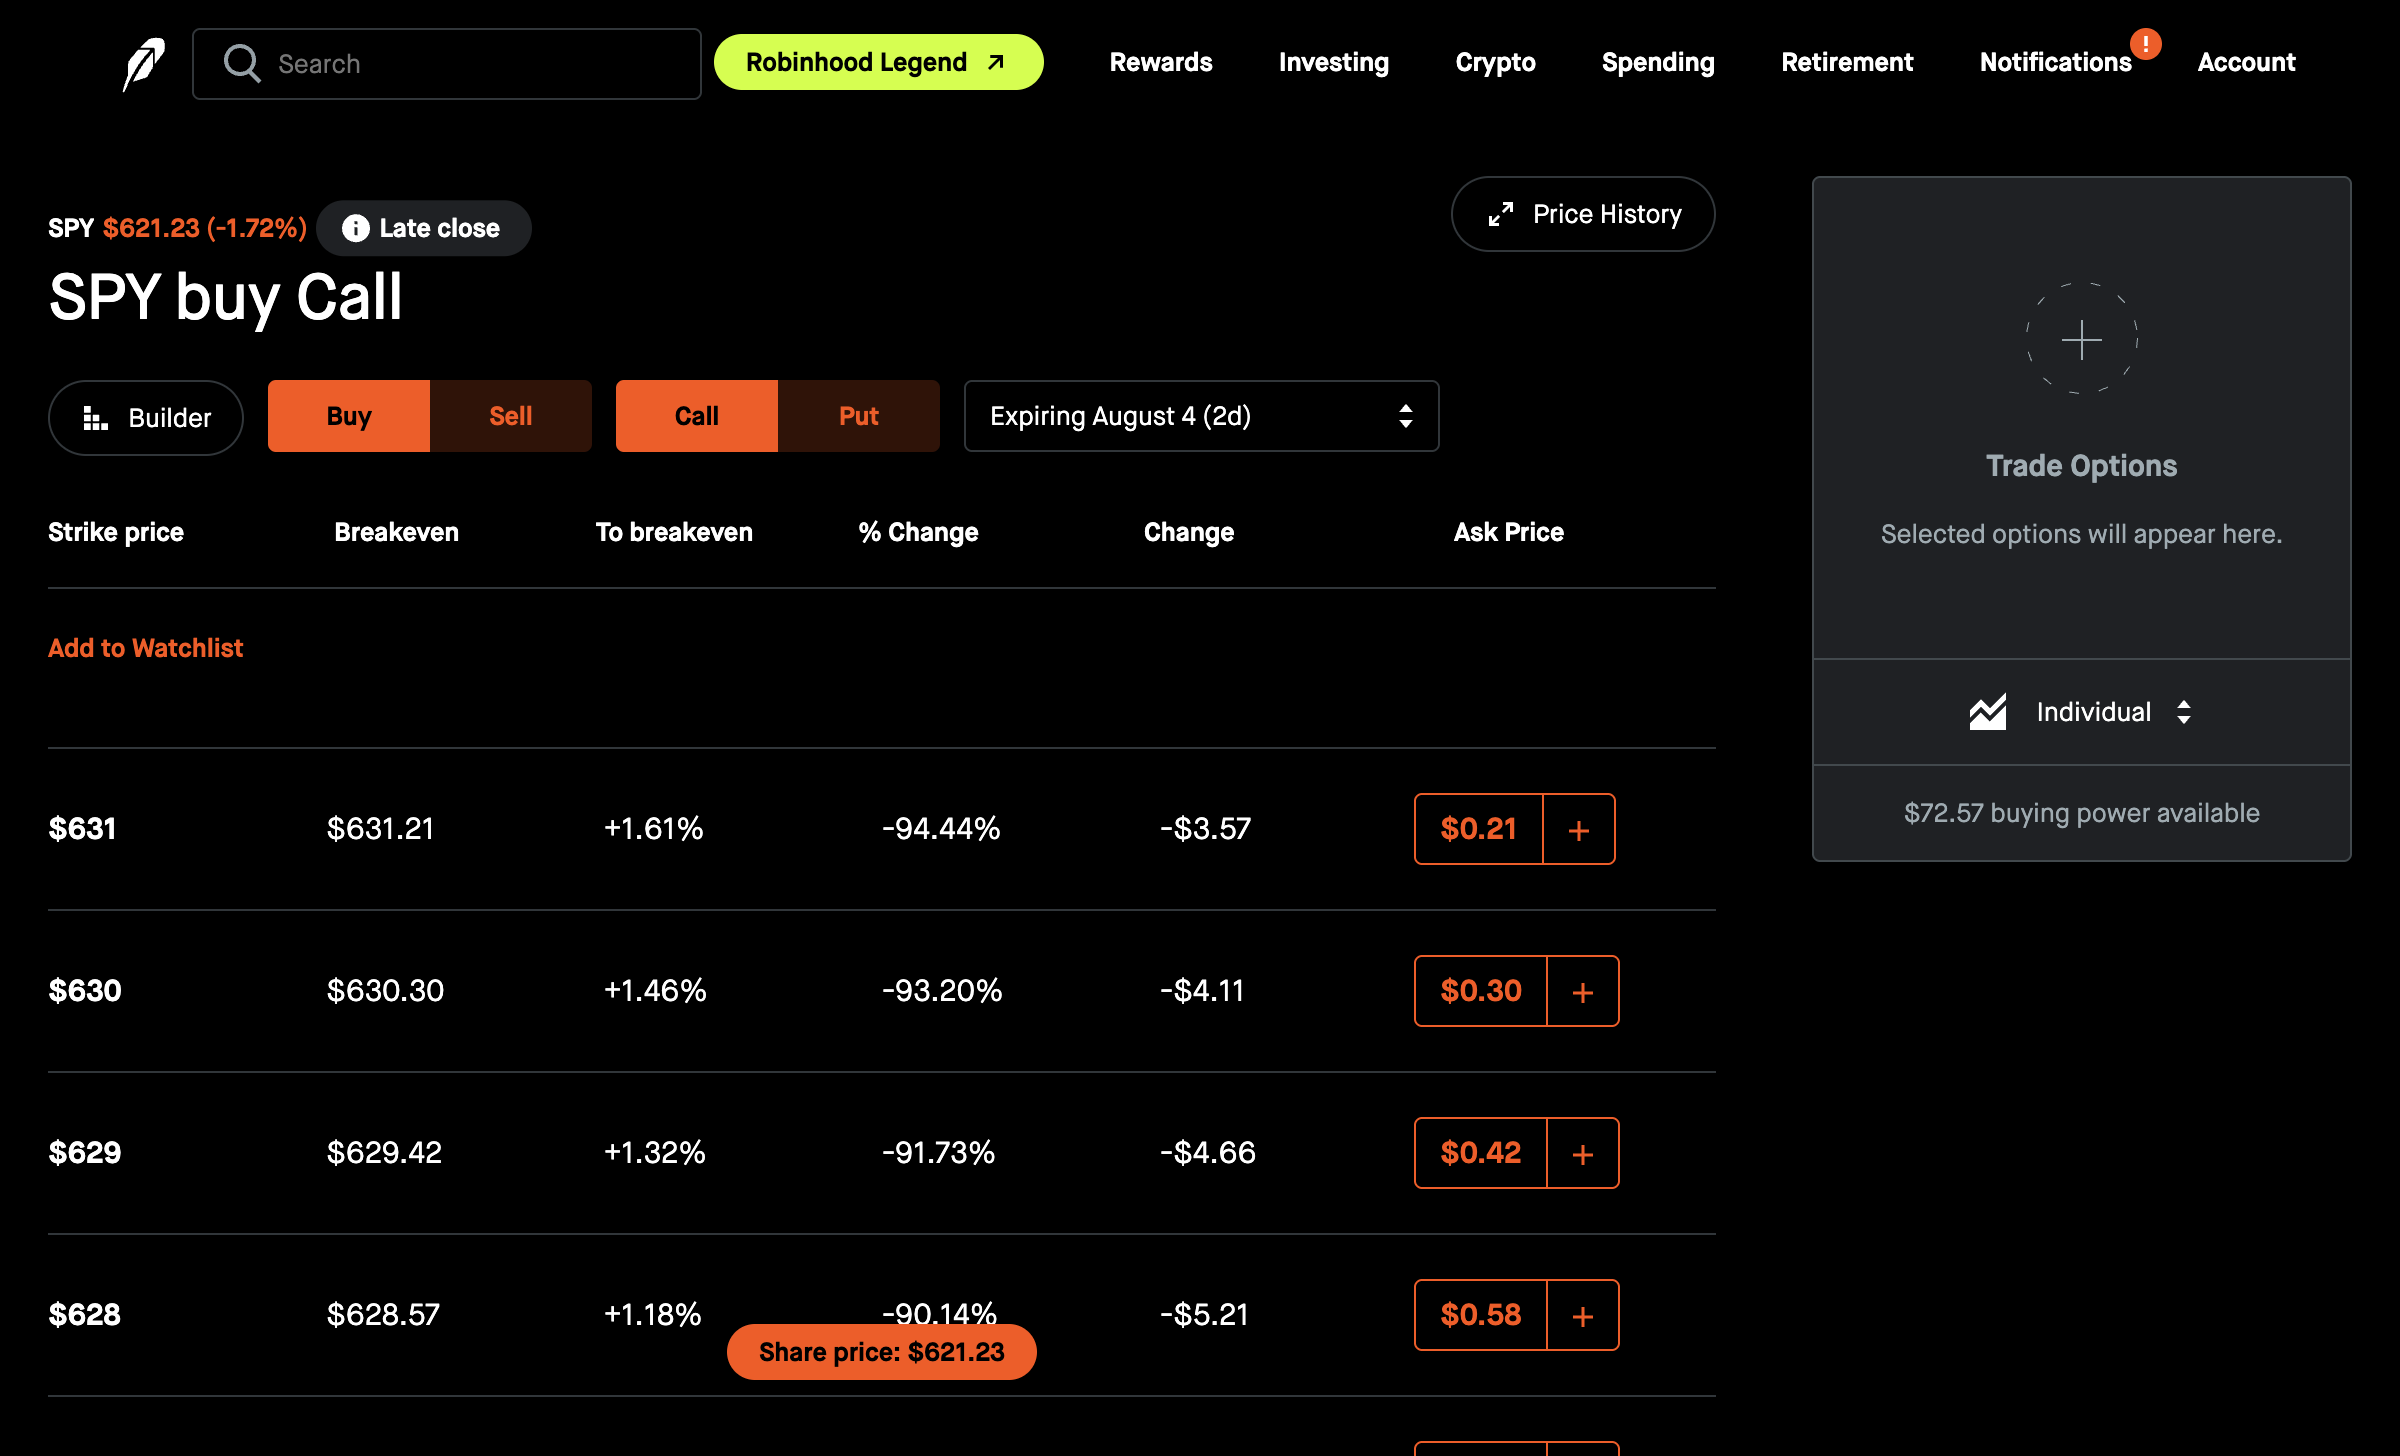 Search
Robinhood Legend
Rewards
Investing
Crypto
Spending
Retirement
Notifications
!
Account
SPY $621.23 (-1.72%)
Late close
Price History
SPY buy Call
Builder
Buy
Sell
Call
Put
Expiring August 4 (2d)
Strike price Breakeven To breakeven % Change Change Ask Price
Add to Watchlist
$631 $631.21 +1.61% -94.44% -$3.57 $0.21 +
$630 $630.30 +1.46% -93.20% -$4.11 $0.30 +
$629 $629.42 +1.32% -91.73% -$4.66 $0.42 +
$628 $628.57 +1.18% -90.14% -$5.21 $0.58 +
Share price: $621.23
Trade Options
Selected options will appear here.
Individual
$72.57 buying power available